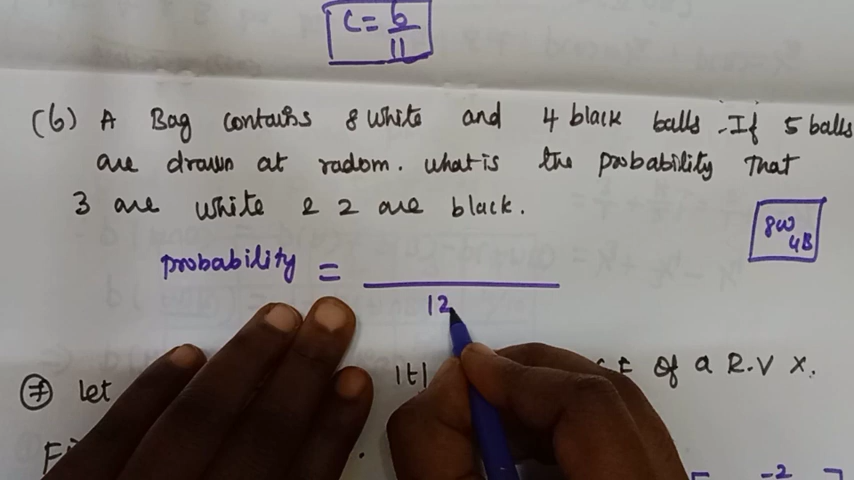 C = 6/11
(6) A Bag contains 8 white and 4 black balls. If 5 balls
are drawn at radom. what is the probability that
3 are white & 2 are black.
8W
4B
probability =
12
7 let |t| of a R.V X.
-2